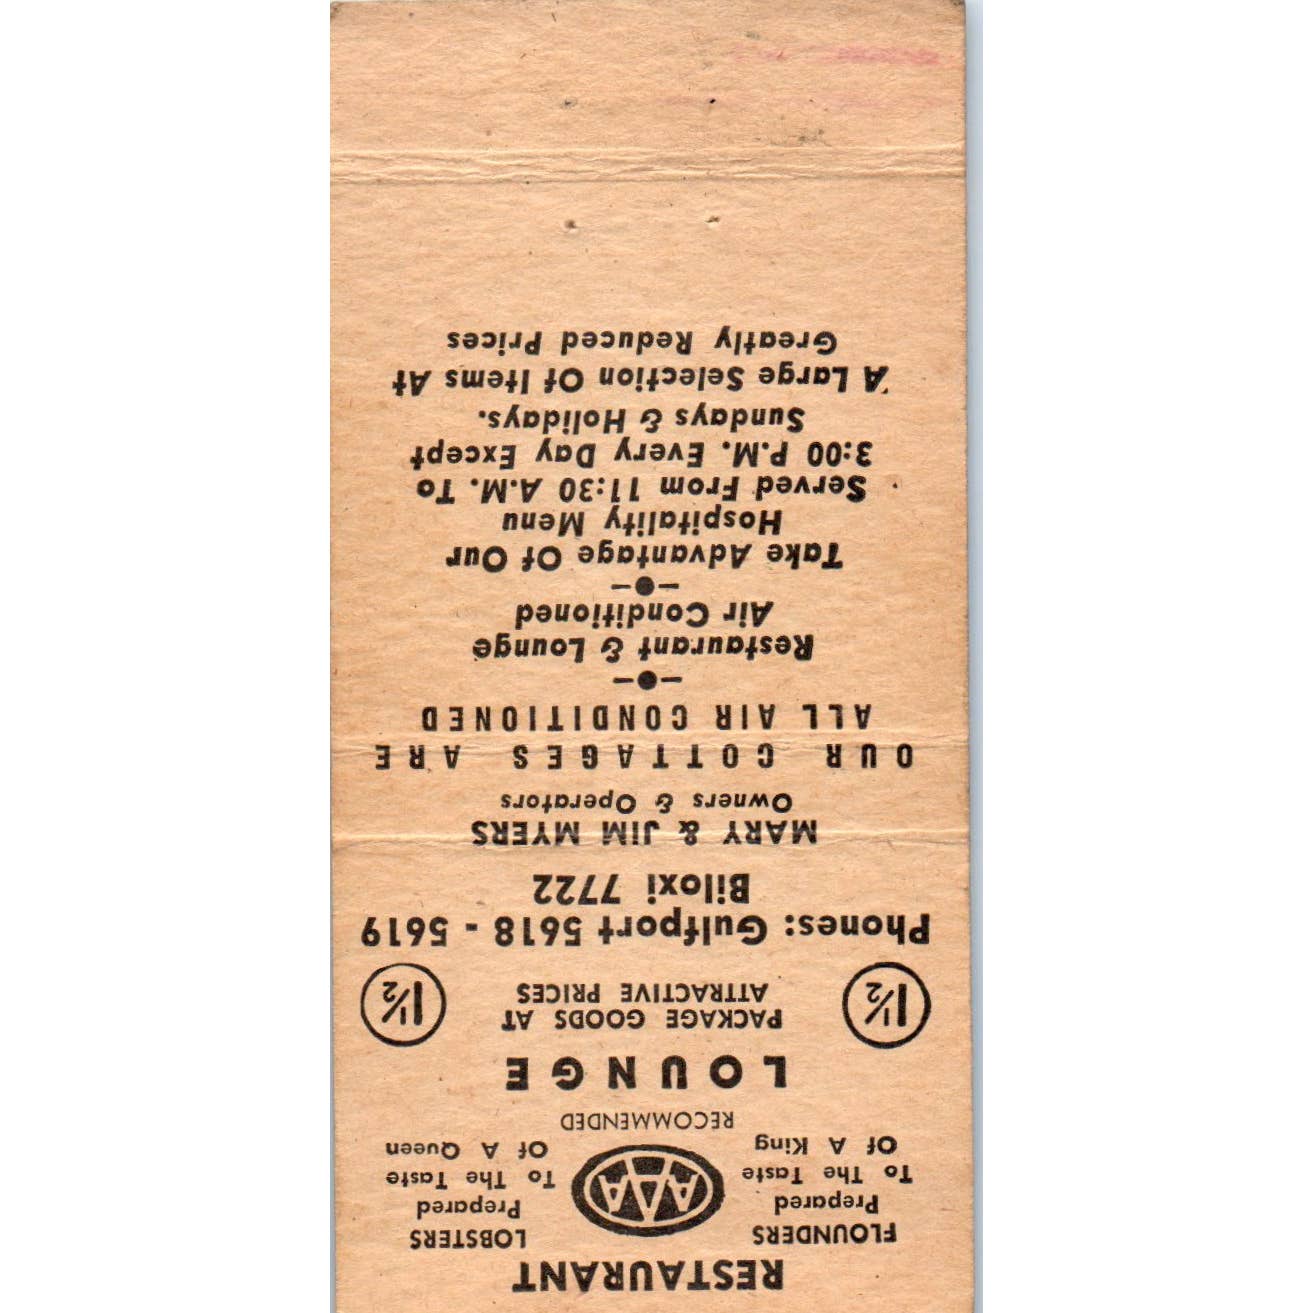 RESTAURANT
FLOUNDERS
Prepared
To The Taste
Of A King
AAA
LOBSTERS
Prepared
To The Taste
Of A Queen
RECOMMENDED
LOUNGE
1½ PACKAGE GOODS AT 1½
ATTRACTIVE PRICES
Phones: Gulfport 5618 - 5619
Biloxi 7722
MARY & JIM MYERS
Owners & Operators
OUR COTTAGES ARE
ALL AIR CONDITIONED
Restaurant & Lounge
Air Conditioned
Take Advantage Of Our
Hospitality Menu
Served From 11:30 A.M. To
3:00 P.M. Every Day Except
Sundays & Holidays.
A Large Selection Of Items At
Greatly Reduced Prices